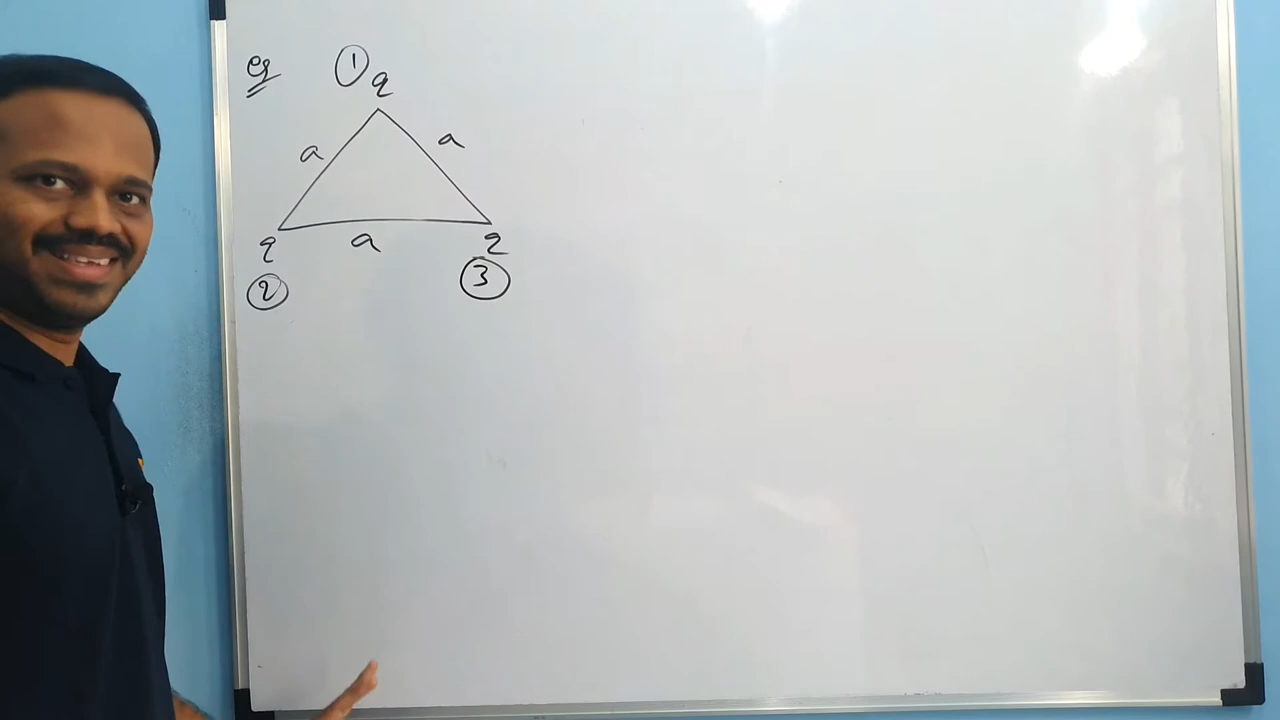 eg ① q
a a
q a q
② ③